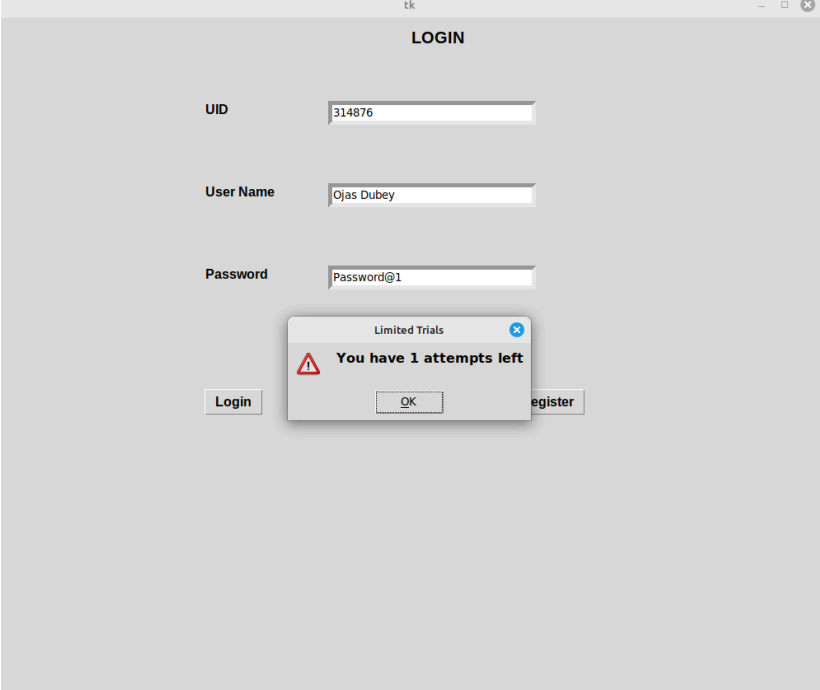 tk
LOGIN
UID
314876
User Name
Ojas Dubey
Password
Password@1
Limited Trials
You have 1 attempts left
OK
Login
egister